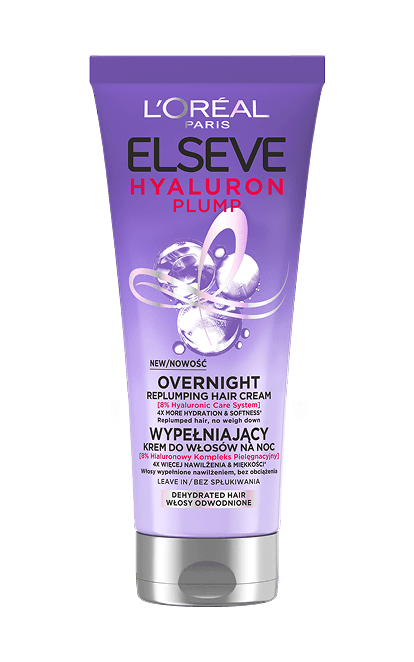 L'ORÉAL
PARIS
ELSEVE
HYALURON
PLUMP
NEW/NOWOŚĆ
OVERNIGHT
REPLUMPING HAIR CREAM
[8% Hyaluronic Care System]
4X MORE HYDRATION & SOFTNESS*
Replumped hair, no weigh down
WYPEŁNIAJĄCY
KREM DO WŁOSÓW NA NOC
[8% Hialuronowy Kompleks Pielęgnacyjny]
4X WIĘCEJ NAWILŻENIA & MIĘKKOŚCI*
Włosy wypełnione nawilżeniem, bez obciążania
LEAVE IN/BEZ SPŁUKIWANIA
DEHYDRATED HAIR
WŁOSY ODWODNIONE